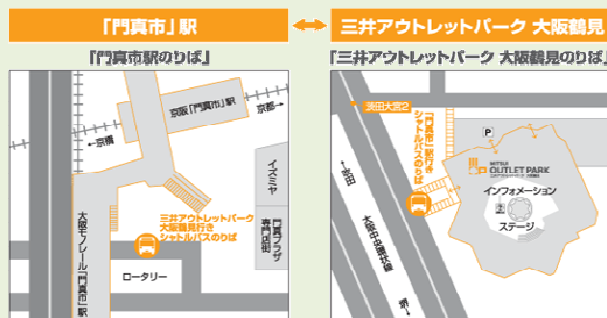 「門真市」駅
三井アウトレットパーク 大阪鶴見
「門真市駅のりば」
「三井アウトレットパーク 大阪鶴見のりば」
京阪「門真市」駅
京都→
←京橋
イズミヤ
門真プラザ
専門店街
三井アウトレットパーク
大阪鶴見行き
シャトルバスのりば
ロータリー
大阪モノレール「門真市」駅
「門真市」駅行き
シャトルバスのりば
P
MITSUI
OUTLET PARK
インフォメーション
2
ステージ
←吹田
大阪中央環状線
堺→